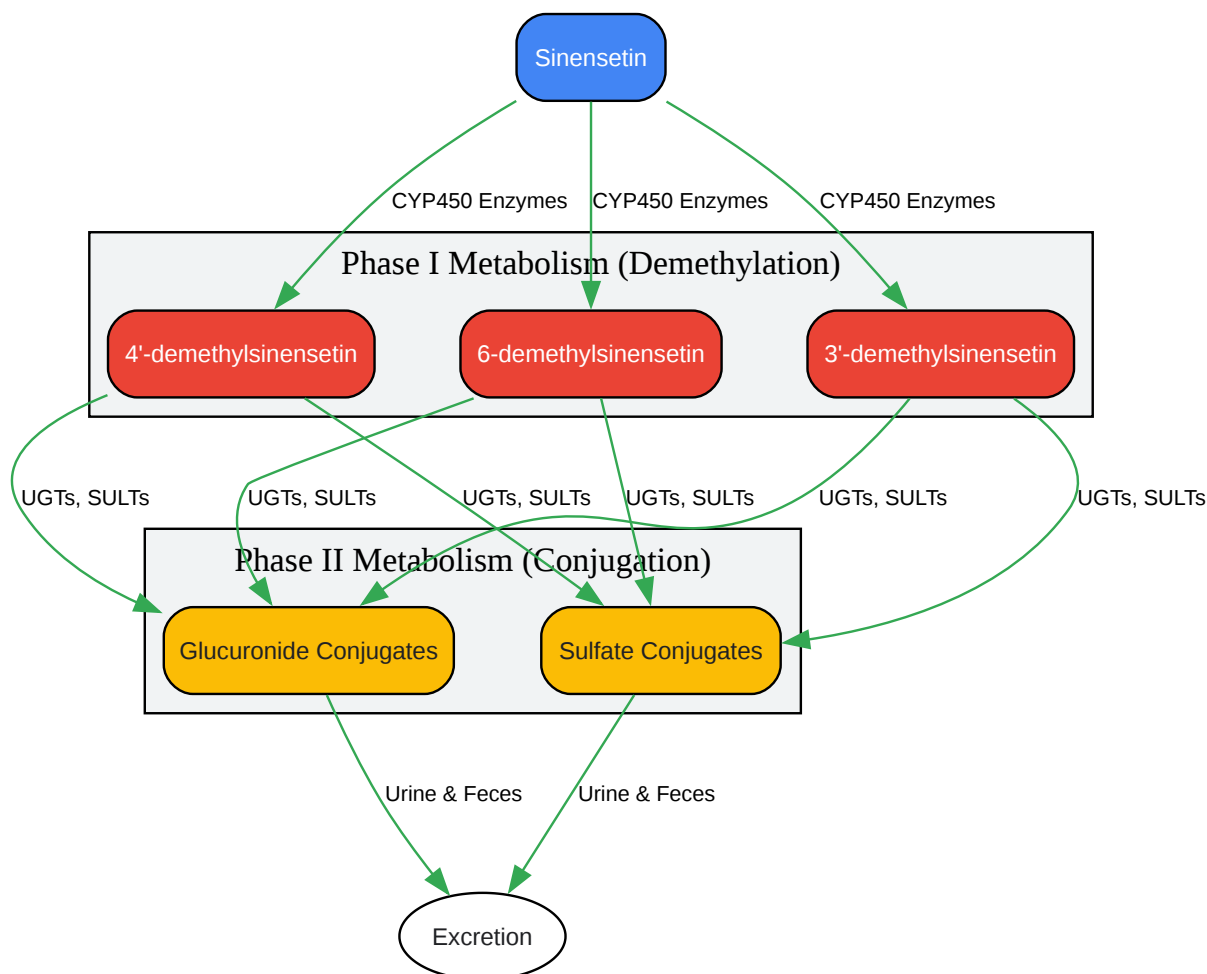 Sinensetin
CYP450 Enzymes
CYP450 Enzymes
CYP450 Enzymes
Phase I Metabolism (Demethylation)
4'-demethylsinensetin
6-demethylsinensetin
3'-demethylsinensetin
UGTs, SULTs
UGTs, SULTs
UGTs, SULTs
UGTs, SULTs
UGTs, SULTs
UGTs, SULTs
Phase II Metabolism (Conjugation)
Glucuronide Conjugates
Sulfate Conjugates
Urine & Feces
Urine & Feces
Excretion